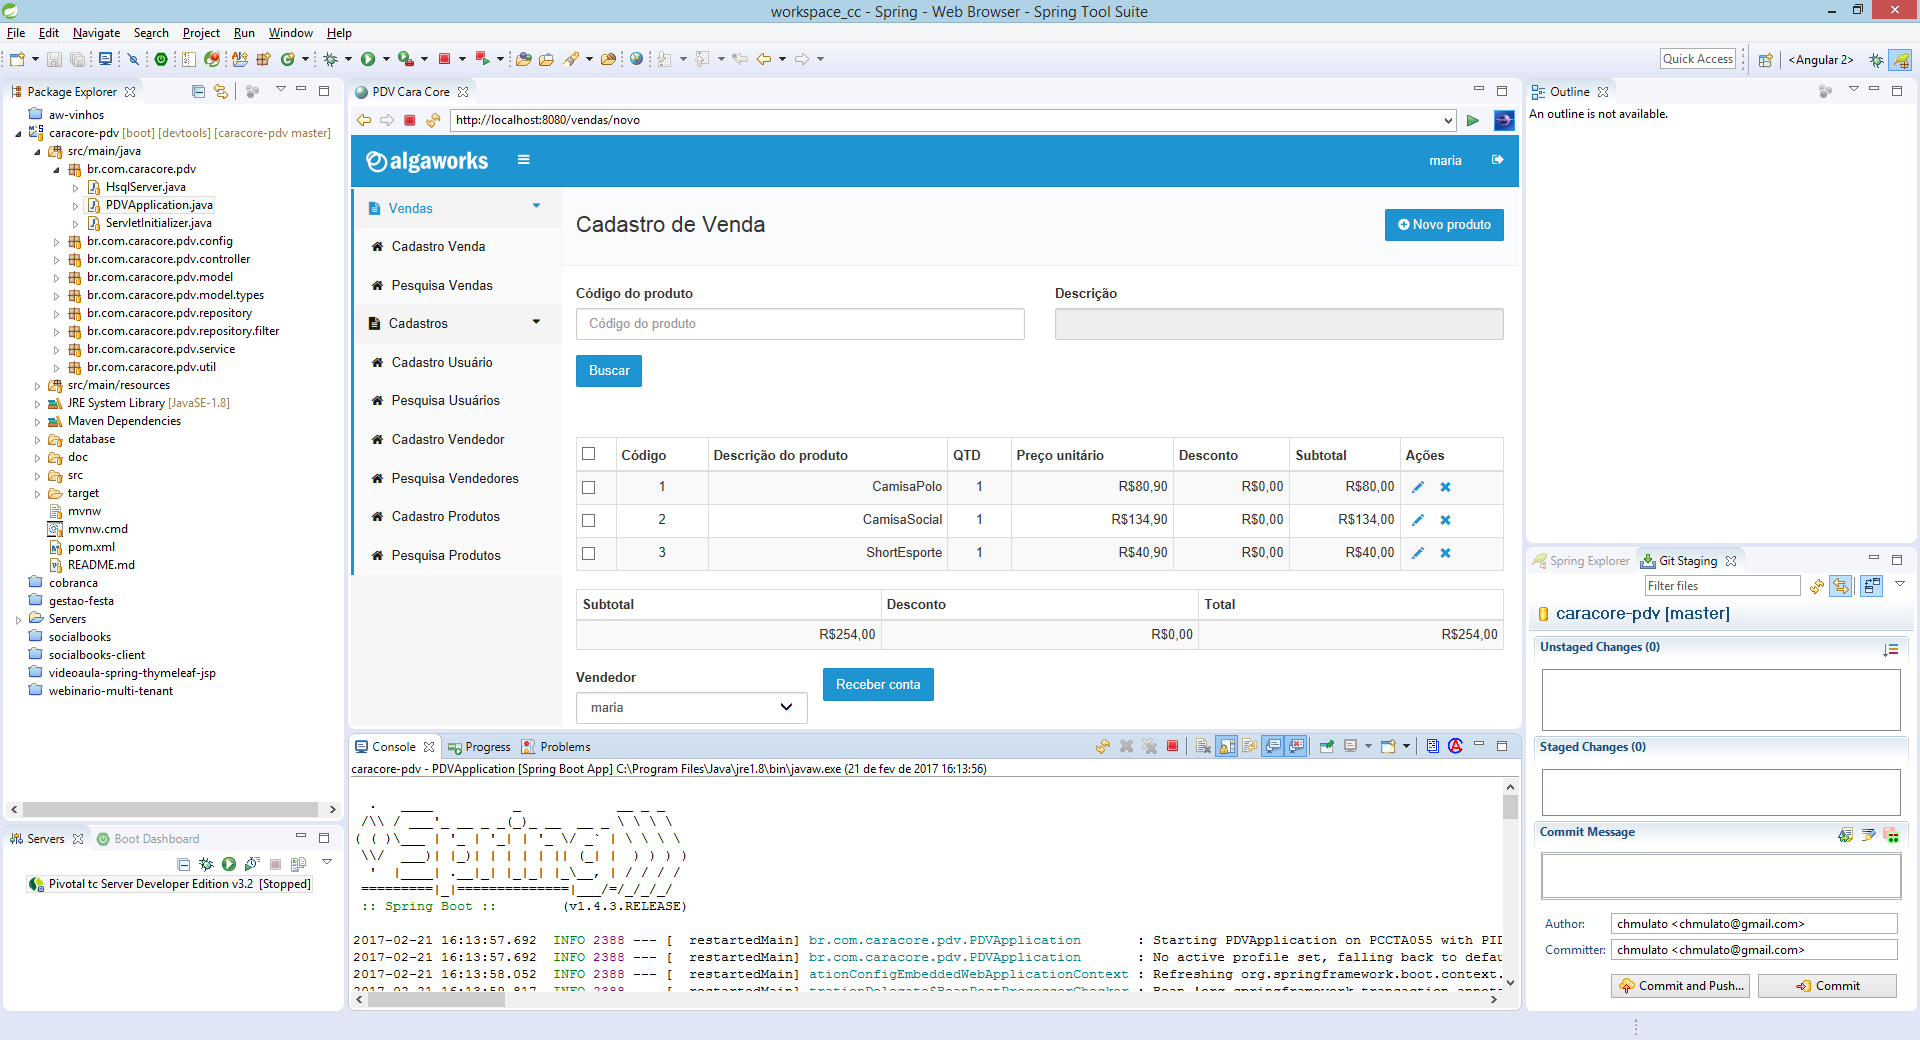 workspace_cc - Spring - Web Browser - Spring Tool Suite
File Edit Navigate Search Project Run Window Help
Quick Access
<Angular 2>
Package Explorer
aw-vinhos
caracore-pdv [boot] [devtools] [caracore-pdv master]
src/main/java
br.com.caracore.pdv
HsqlServer.java
PDVApplication.java
ServletInitializer.java
br.com.caracore.pdv.config
br.com.caracore.pdv.controller
br.com.caracore.pdv.model
br.com.caracore.pdv.model.types
br.com.caracore.pdv.repository
br.com.caracore.pdv.repository.filter
br.com.caracore.pdv.service
br.com.caracore.pdv.util
src/main/resources
JRE System Library [JavaSE-1.8]
Maven Dependencies
database
doc
src
target
mvnw
mvnw.cmd
pom.xml
README.md
cobranca
gestao-festa
Servers
socialbooks
socialbooks-client
videoaula-spring-thymeleaf-jsp
webinario-multi-tenant
Servers Boot Dashboard
Pivotal tc Server Developer Edition v3.2 [Stopped]
PDV Cara Core
http://localhost:8080/vendas/novo
algaworks
maria
Vendas
Cadastro Venda
Pesquisa Vendas
Cadastros
Cadastro Usuário
Pesquisa Usuários
Cadastro Vendedor
Pesquisa Vendedores
Cadastro Produtos
Pesquisa Produtos
Cadastro de Venda
Novo produto
Código do produto Descrição
Código do produto
Buscar
Código Descrição do produto QTD Preço unitário Desconto Subtotal Ações
1 CamisaPolo 1 R$80,90 R$0,00 R$80,00
2 CamisaSocial 1 R$134,90 R$0,00 R$134,00
3 ShortEsporte 1 R$40,90 R$0,00 R$40,00
Subtotal Desconto Total
R$254,00 R$0,00 R$254,00
Vendedor
maria
Receber conta
Console Progress Problems
caracore-pdv - PDVApplication [Spring Boot App] C:\Program Files\Java\jre1.8\bin\javaw.exe (21 de fev de 2017 16:13:56)
:: Spring Boot :: (v1.4.3.RELEASE)
2017-02-21 16:13:57.692 INFO 2388 --- [ restartedMain] br.com.caracore.pdv.PDVApplication : Starting PDVApplication on PCCTA055 with PID
2017-02-21 16:13:57.692 INFO 2388 --- [ restartedMain] br.com.caracore.pdv.PDVApplication : No active profile set, falling back to defau
2017-02-21 16:13:58.052 INFO 2388 --- [ restartedMain] ationConfigEmbeddedWebApplicationContext : Refreshing org.springframework.boot.context.
2017-02-21 16:13:59.817 INFO 2388 --- [ restartedMain] trationDelegate$BeanPostProcessorChecker : Bean 'org.springframework.transaction.annota
Outline
An outline is not available.
Spring Explorer Git Staging
Filter files
caracore-pdv [master]
Unstaged Changes (0)
Staged Changes (0)
Commit Message
Author: chmulato <chmulato@gmail.com>
Committer: chmulato <chmulato@gmail.com>
Commit and Push... Commit